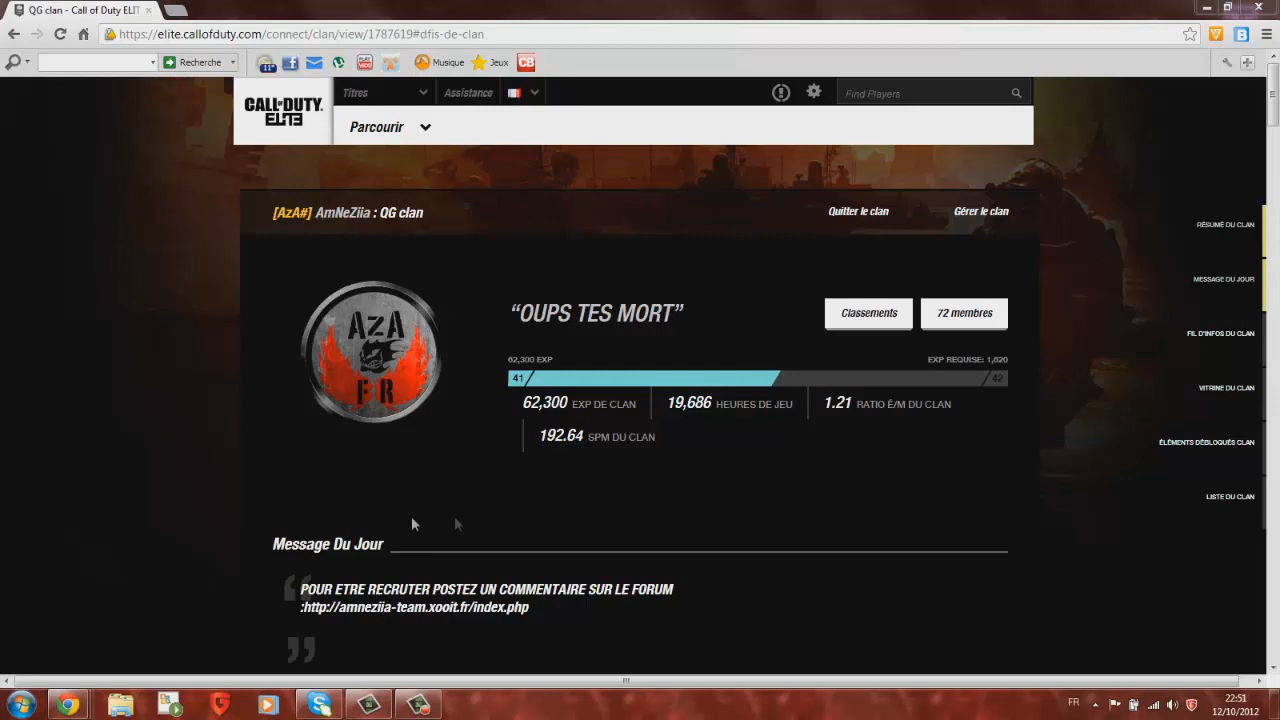 QG clan - Call of Duty ELIT
https://elite.callofduty.com/connect/clan/view/1787619#dfis-de-clan
Recherche
11°
PLAY
Musique
Jeux
CB
CALL OF DUTY
ELITE
Titres
Assistance
Find Players
Parcourir
[AzA#] AmNeZiia : QG clan
Quitter le clan
Gérer le clan
RÉSUMÉ DU CLAN
MESSAGE DU JOUR
FIL D'INFOS DU CLAN
VITRINE DU CLAN
ÉLÉMENTS DÉBLOQUÉS CLAN
LISTE DU CLAN
AzA
FR
“OUPS TES MORT”
Classements
72 membres
62,300 EXP
EXP REQUISE: 1,620
41
42
62,300 EXP DE CLAN
19,686 HEURES DE JEU
1.21 RATIO É/M DU CLAN
192.64 SPM DU CLAN
Message Du Jour
“ POUR ETRE RECRUTER POSTEZ UN COMMENTAIRE SUR LE FORUM
:http://amneziia-team.xooit.fr/index.php
”
FR
22:51
12/10/2012